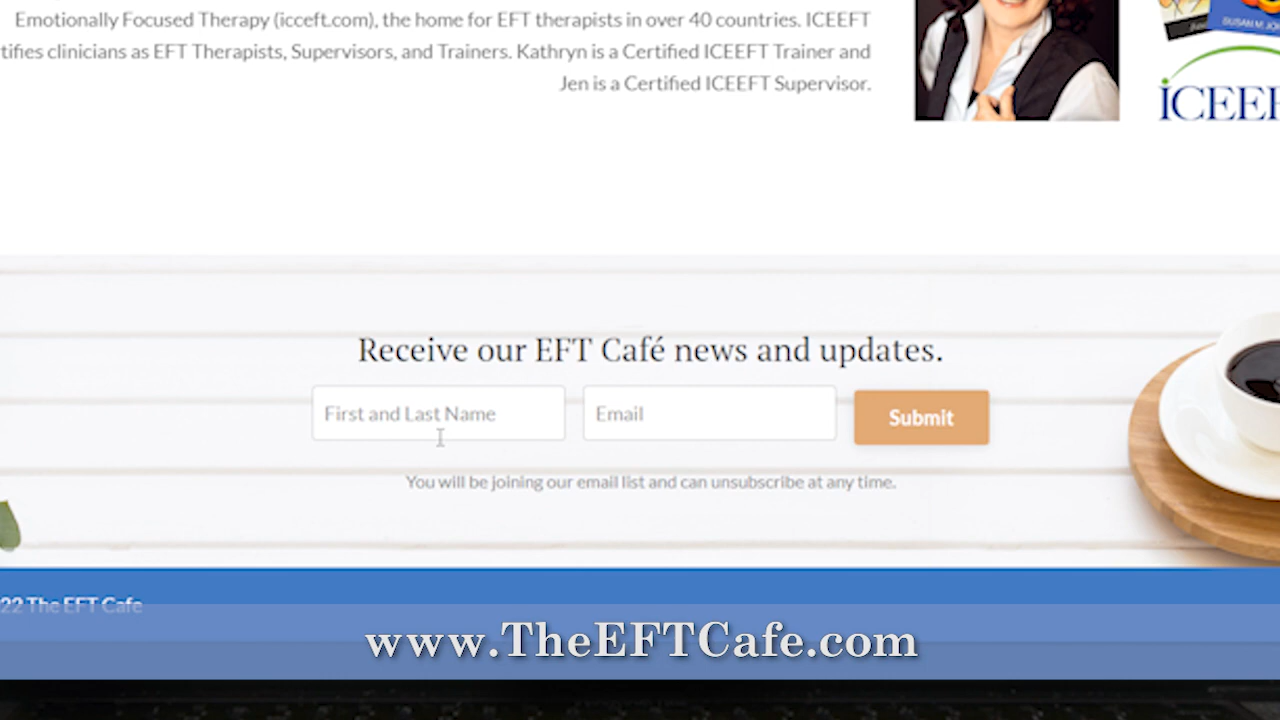 Emotionally Focused Therapy (icceft.com), the home for EFT therapists in over 40 countries. ICEEFT
tifies clinicians as EFT Therapists, Supervisors, and Trainers. Kathryn is a Certified ICEEFT Trainer and
Jen is a Certified ICEEFT Supervisor.
SUSAN M. JO
iCEEF
Receive our EFT Café news and updates.
First and Last Name
Email
Submit
You will be joining our email list and can unsubscribe at any time.
22 The EFT Cafe
www.TheEFTCafe.com